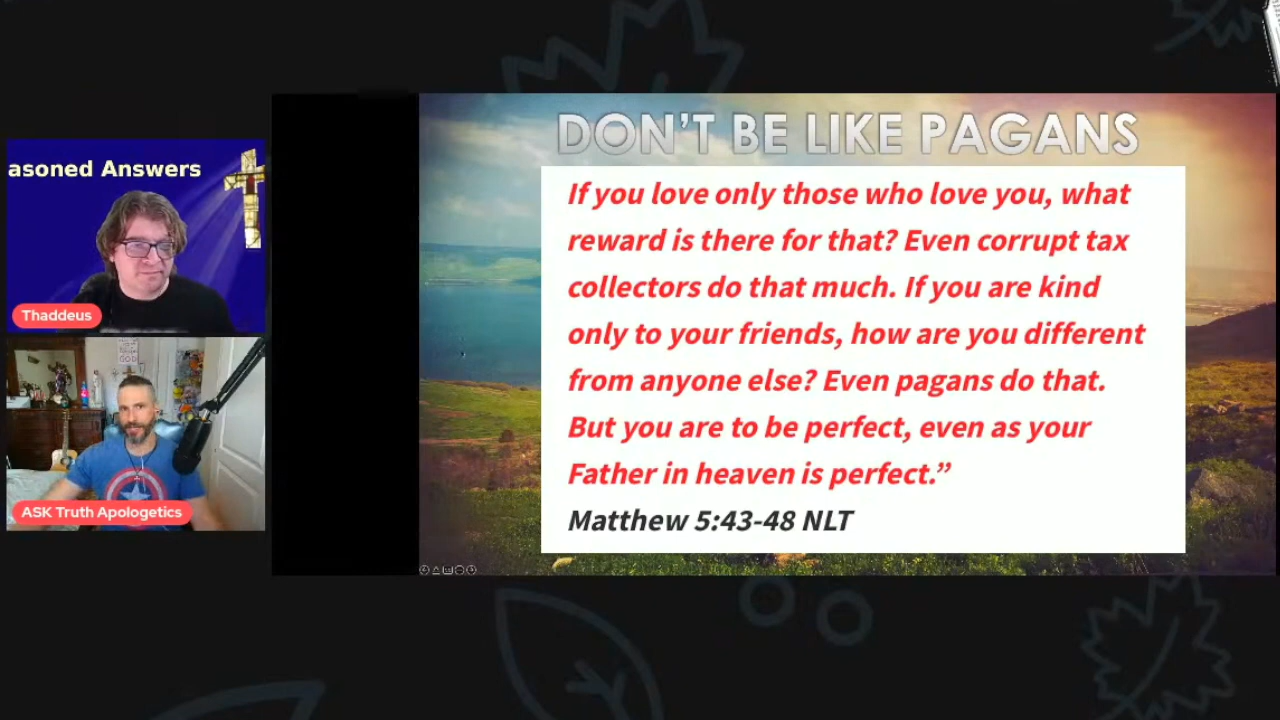 DON'T BE LIKE PAGANS
If you love only those who love you, what
reward is there for that? Even corrupt tax
collectors do that much. If you are kind
only to your friends, how are you different
from anyone else? Even pagans do that.
But you are to be perfect, even as your
Father in heaven is perfect.”
Matthew 5:43-48 NLT
asoned Answers
Thaddeus
ASK Truth Apologetics